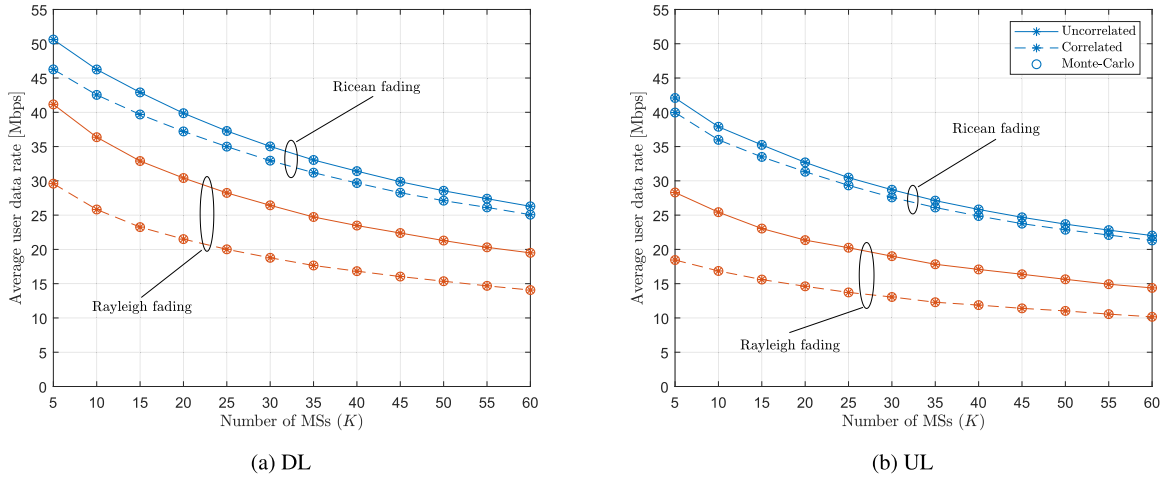 55
50
45
40
35
30
25
20
15
10
5
0
Average user data rate [Mbps]
Ricean fading
Rayleigh fading
5 10 15 20 25 30 35 40 45 50 55 60
Number of MSs (K)
(a) DL
55
50
45
40
35
30
25
20
15
10
5
0
Average user data rate [Mbps]
Uncorrelated
Correlated
Monte-Carlo
Ricean fading
Rayleigh fading
5 10 15 20 25 30 35 40 45 50 55 60
Number of MSs (K)
(b) UL